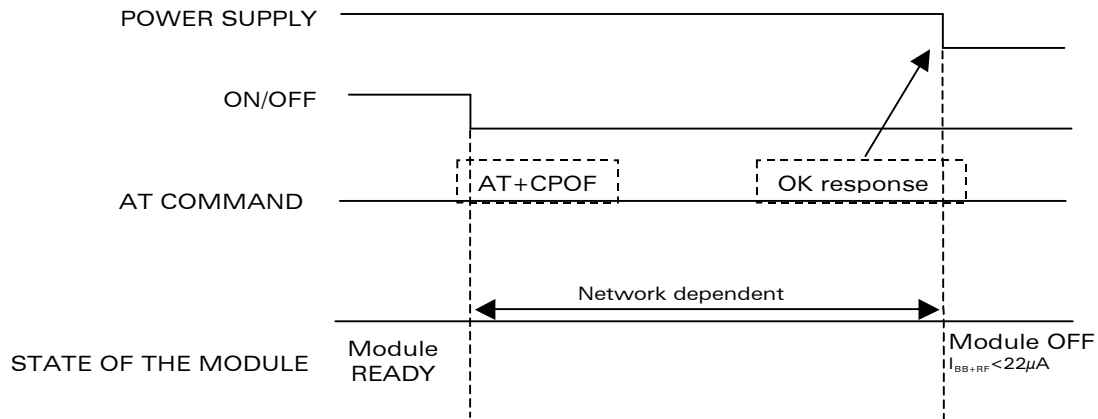 POWER SUPPLY
ON/OFF
AT+CPOF
OK response
AT COMMAND
Network dependent
STATE OF THE MODULE
Module
READY
Module OFF
I_BB+RF<22µA